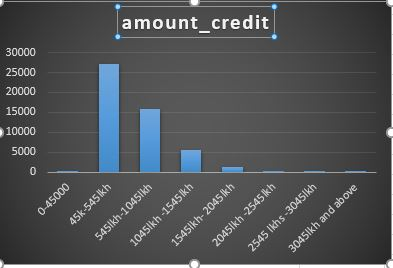 amount_credit
30000
25000
20000
15000
10000
5000
0
0-45000
45k-545lkh
545lkh-1045lkh
1045lkh -1545lkh
1545lkh- 2045lkh
2045lkh -2545lkh
2545 lkhs -3045lkh
3045lkh and above